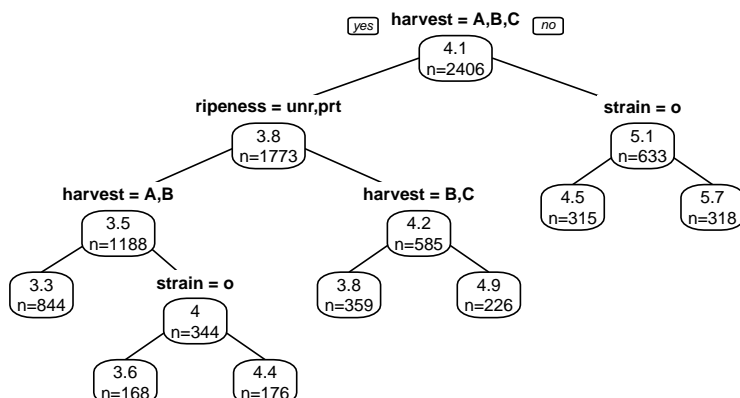 yes harvest = A,B,C no
4.1
n=2406
ripeness = unr,prt strain = o
3.8 5.1
n=1773 n=633
harvest = A,B harvest = B,C 4.5 5.7
n=315 n=318
3.5 4.2
n=1188 n=585
3.3 strain = o 3.8 4.9
n=844 n=359 n=226
4
n=344
3.6 4.4
n=168 n=176